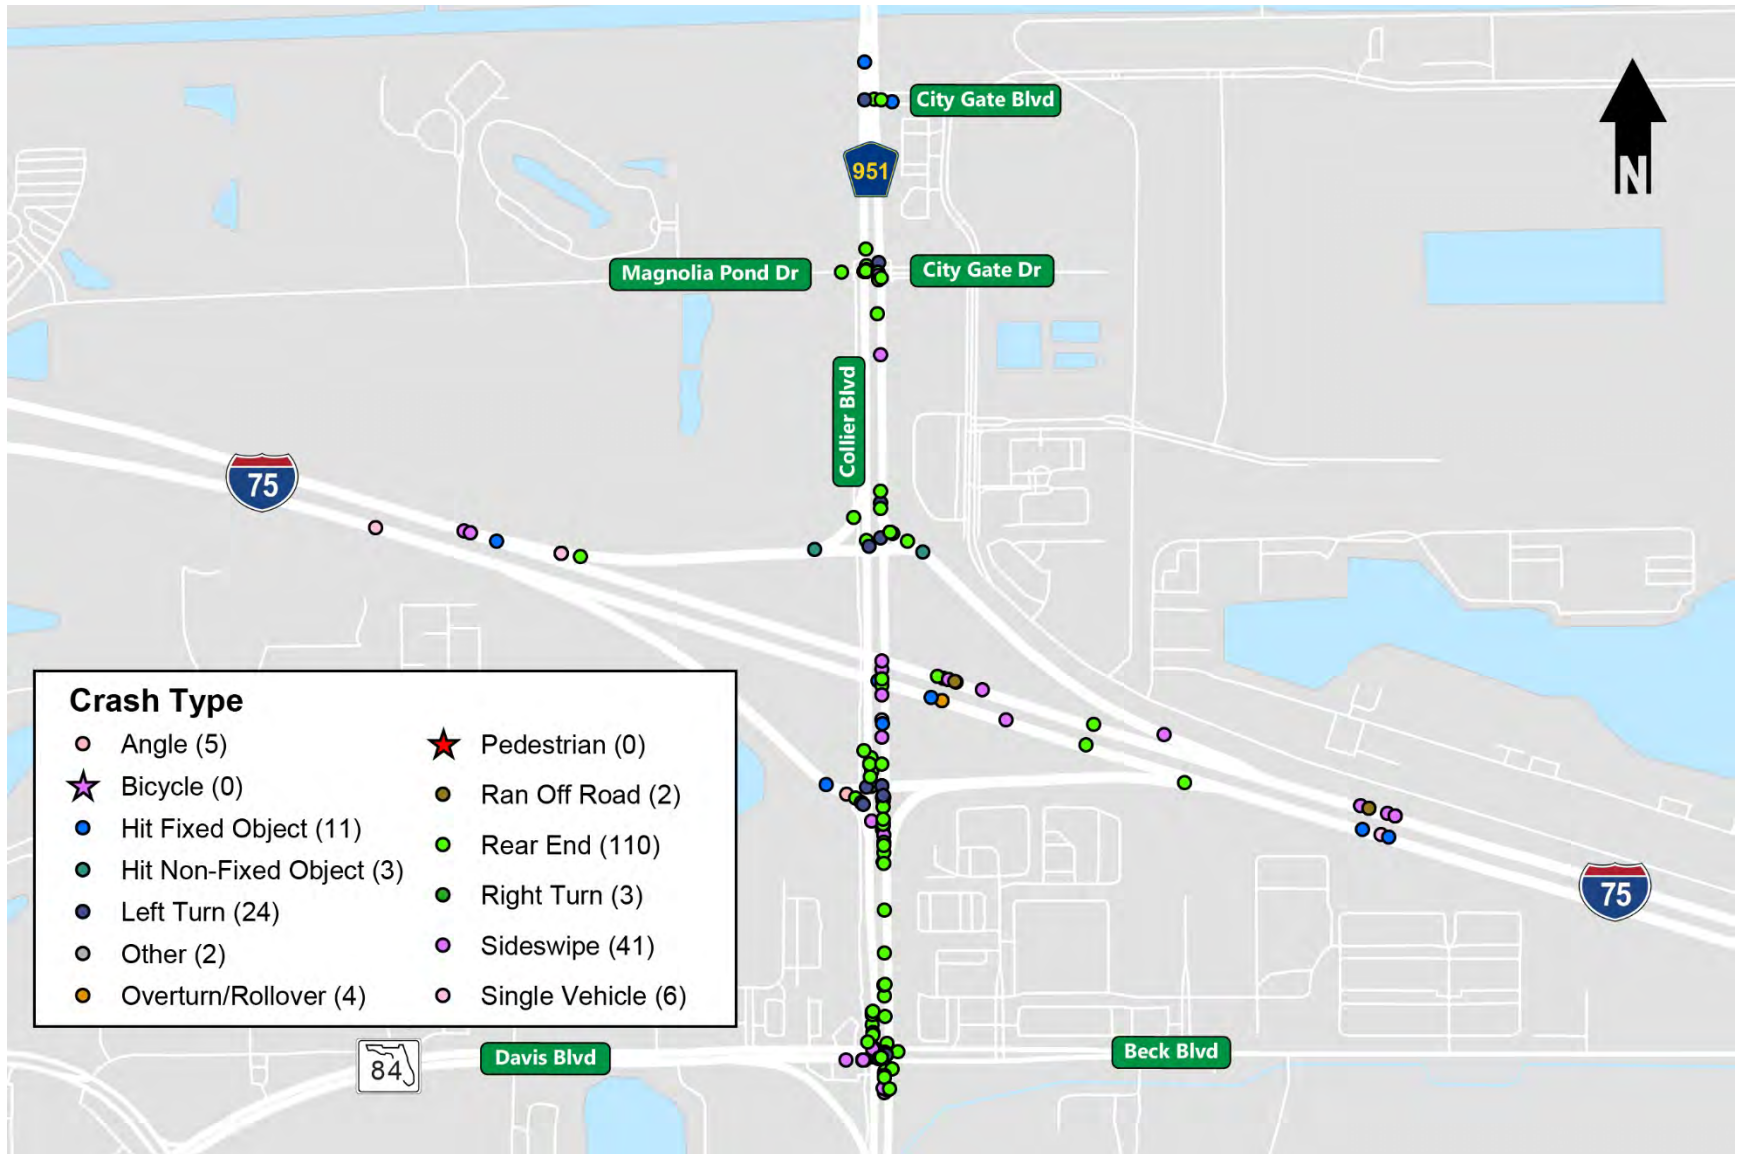 City Gate Blvd
951
N
Magnolia Pond Dr
City Gate Dr
Collier Blvd
75
Crash Type
Angle (5)
Bicycle (0)
Hit Fixed Object (11)
Hit Non-Fixed Object (3)
Left Turn (24)
Other (2)
Overturn/Rollover (4)
Pedestrian (0)
Ran Off Road (2)
Rear End (110)
Right Turn (3)
Sideswipe (41)
Single Vehicle (6)
75
84
Davis Blvd
Beck Blvd